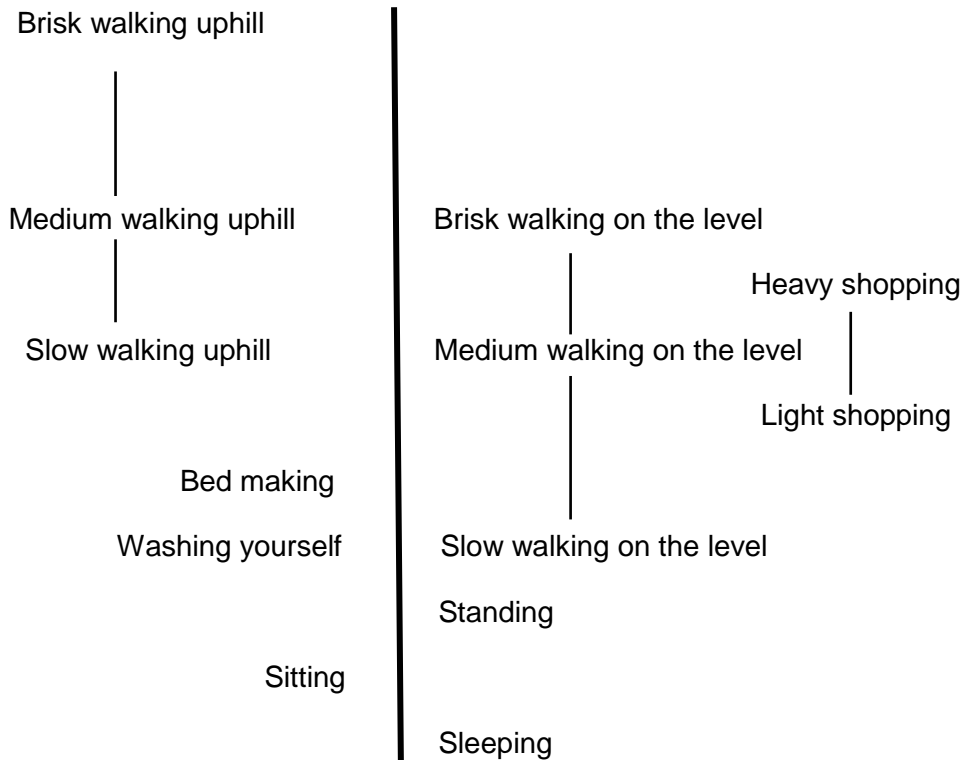 Brisk walking uphill
Medium walking uphill
Brisk walking on the level
Heavy shopping
Slow walking uphill
Medium walking on the level
Light shopping
Bed making
Washing yourself
Slow walking on the level
Standing
Sitting
Sleeping